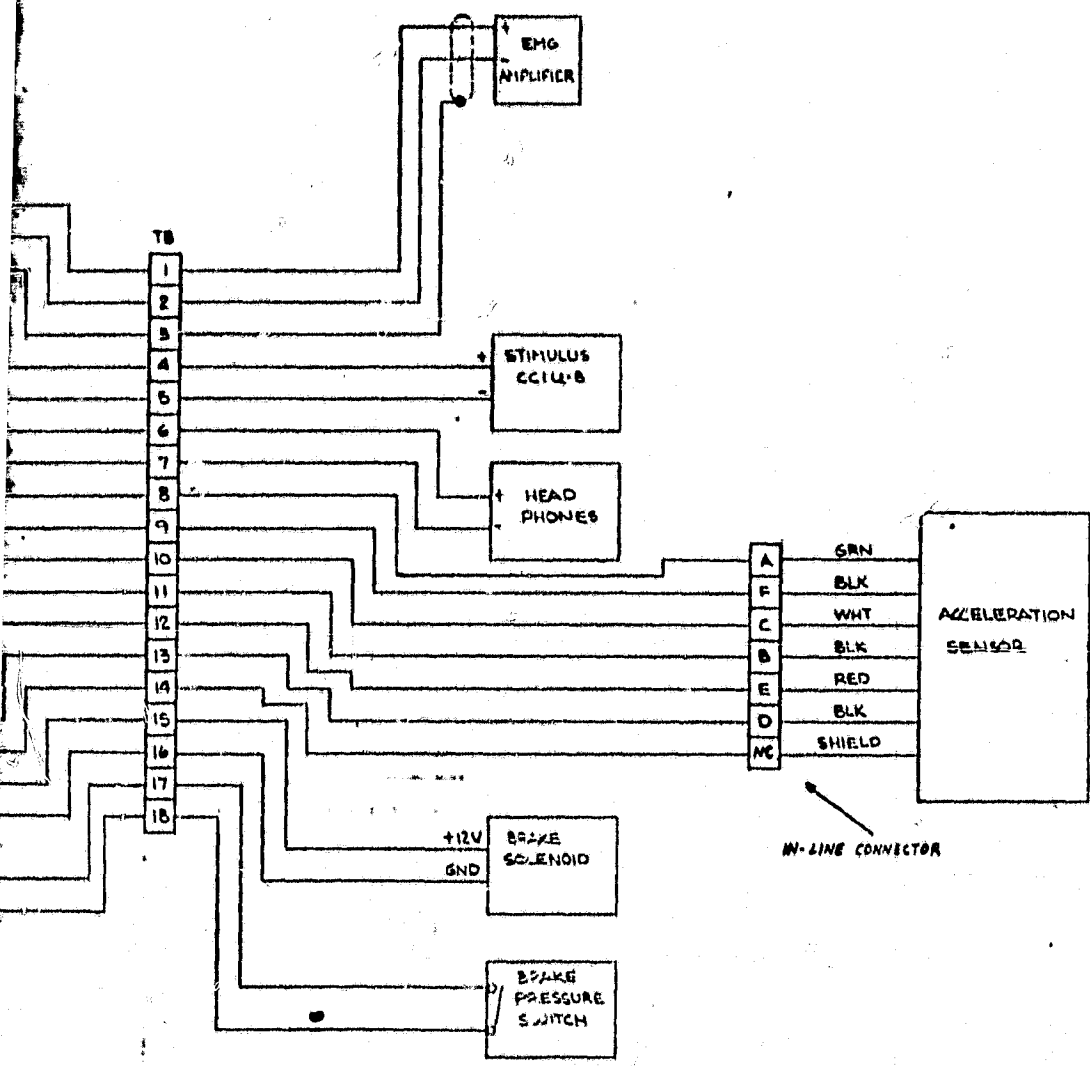 +
EMG
-
AMPLIFIER
TB
1
2
3
4
5
6
7
8
9
10
11
12
13
14
15
16
17
18
+ STIMULUS
-
+ HEAD
- PHONES
A GRN
F BLK
C WHT
B BLK
E RED
D BLK
NC SHIELD
ACCELERATION
SENSOR
IN-LINE CONNECTOR
+12V BRAKE
SOLENOID
GND
BRAKE
PRESSURE
SWITCH